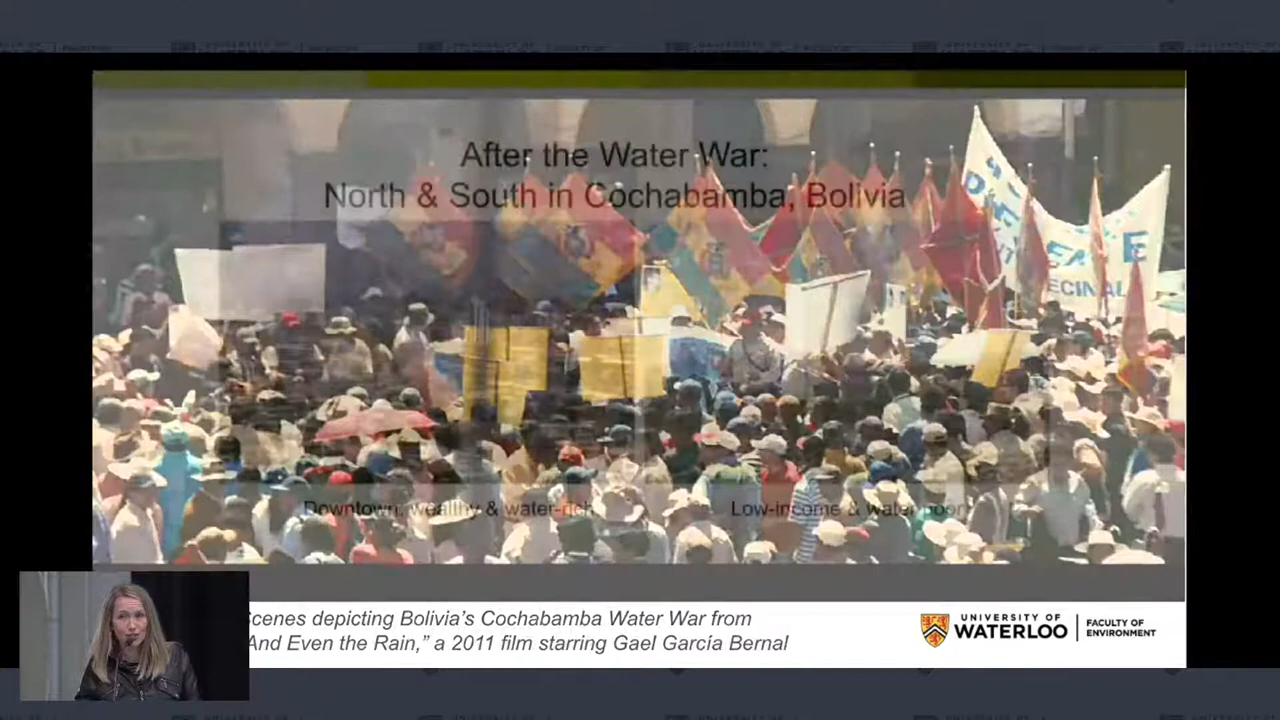 After the Water War:
North & South in Cochabamba, Bolivia
ECINAL
Downtown, wealthy & water-rich
Low-income & water poor
Scenes depicting Bolivia's Cochabamba Water War from
And Even the Rain," a 2011 film starring Gael García Bernal
UNIVERSITY OF
WATERLOO
FACULTY OF
ENVIRONMENT